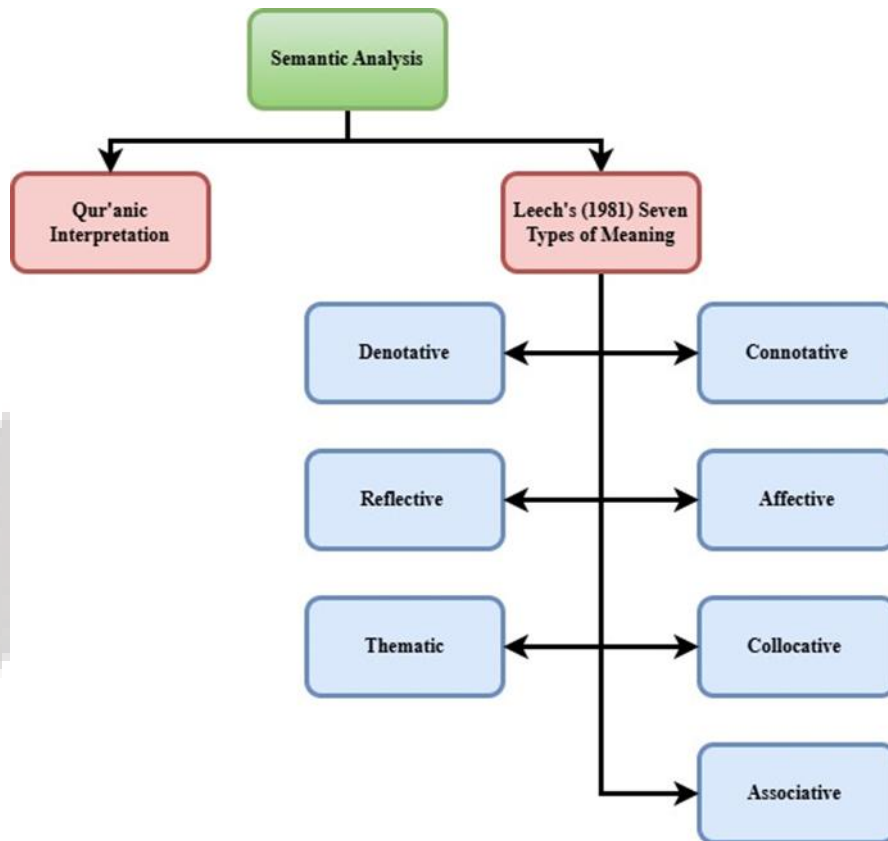 Semantic Analysis
Qur'anic
Interpretation
Leech's (1981) Seven
Types of Meaning
Denotative
Connotative
Reflective
Affective
Thematic
Collocative
Associative